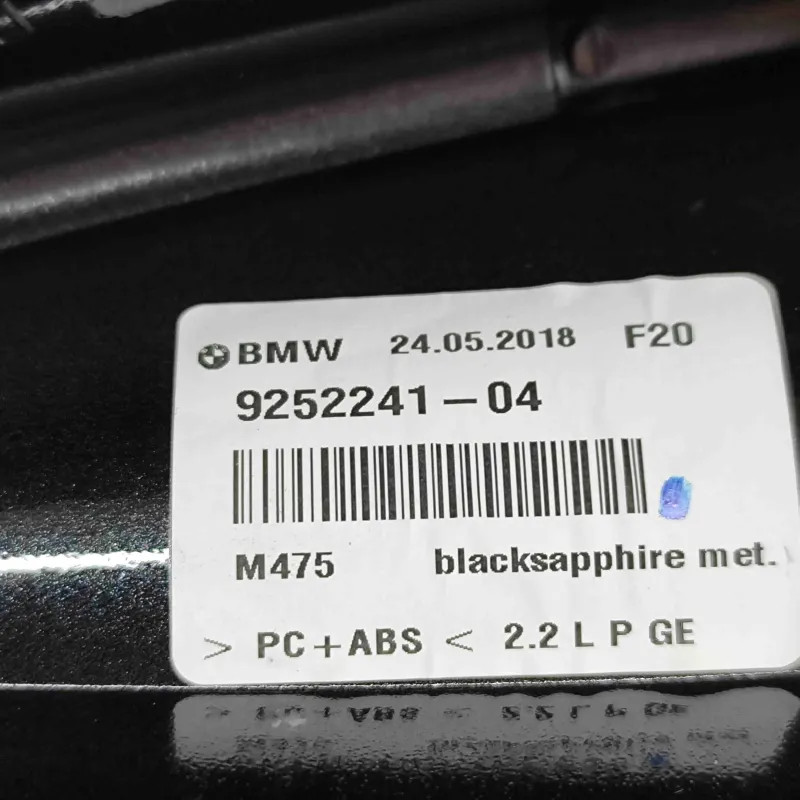 BMW 24.05.2018 F20
9252241-04
M475 blacksapphire met.
> PC+ABS < 2.2 L P GE